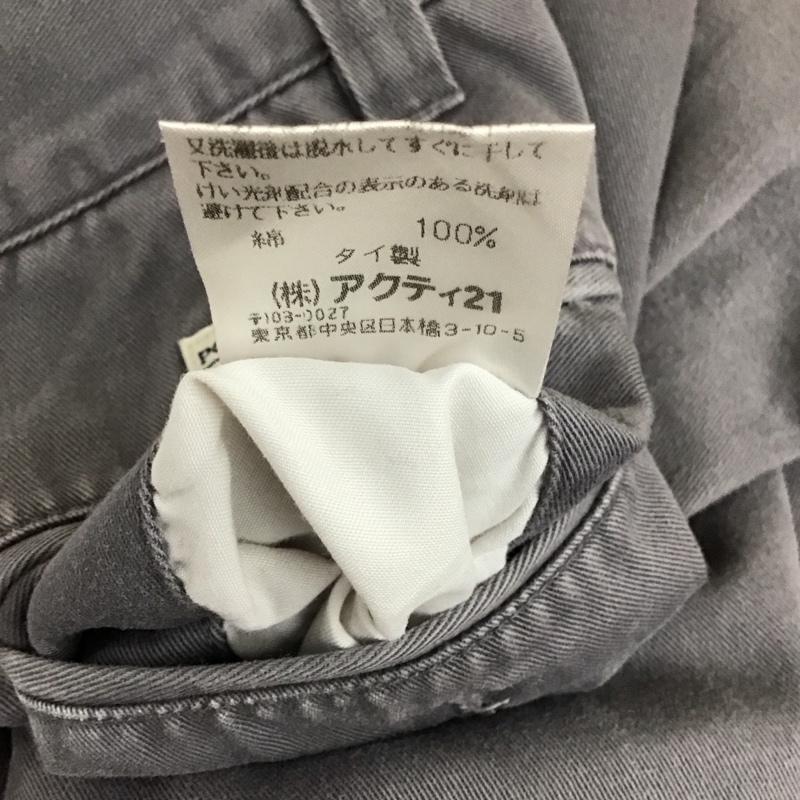 又洗濯後は脱水してすぐに干して
下さい。
けい光剤配合の表示のある洗剤は
避けて下さい。
綿 100%
タイ製
(株)アクティ21
〒103-0027
東京都中央区日本橋3-10-5